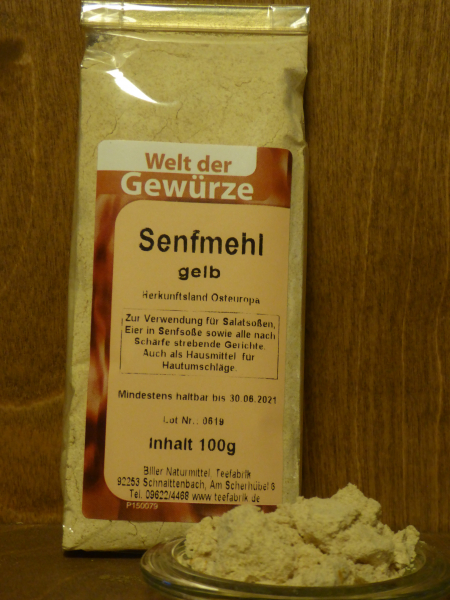 Welt der
Gewürze
Senfmehl
gelb
Herkunftsland Osteuropa
Zur Verwendung für Salatsoßen,
Eier in Senfsoße sowie alle nach
Schärfe strebende Gerichte.
Auch als Hausmittel für
Hautumschläge.
Mindestens haltbar bis 30.06.2021
Lot Nr.: 0619
Inhalt 100g
Biller Naturmittel, Teefabrik
92253 Schnaittenbach, Am Scherhübel 6
Tel. 09622/4468 www.teefabrik.de
P150079